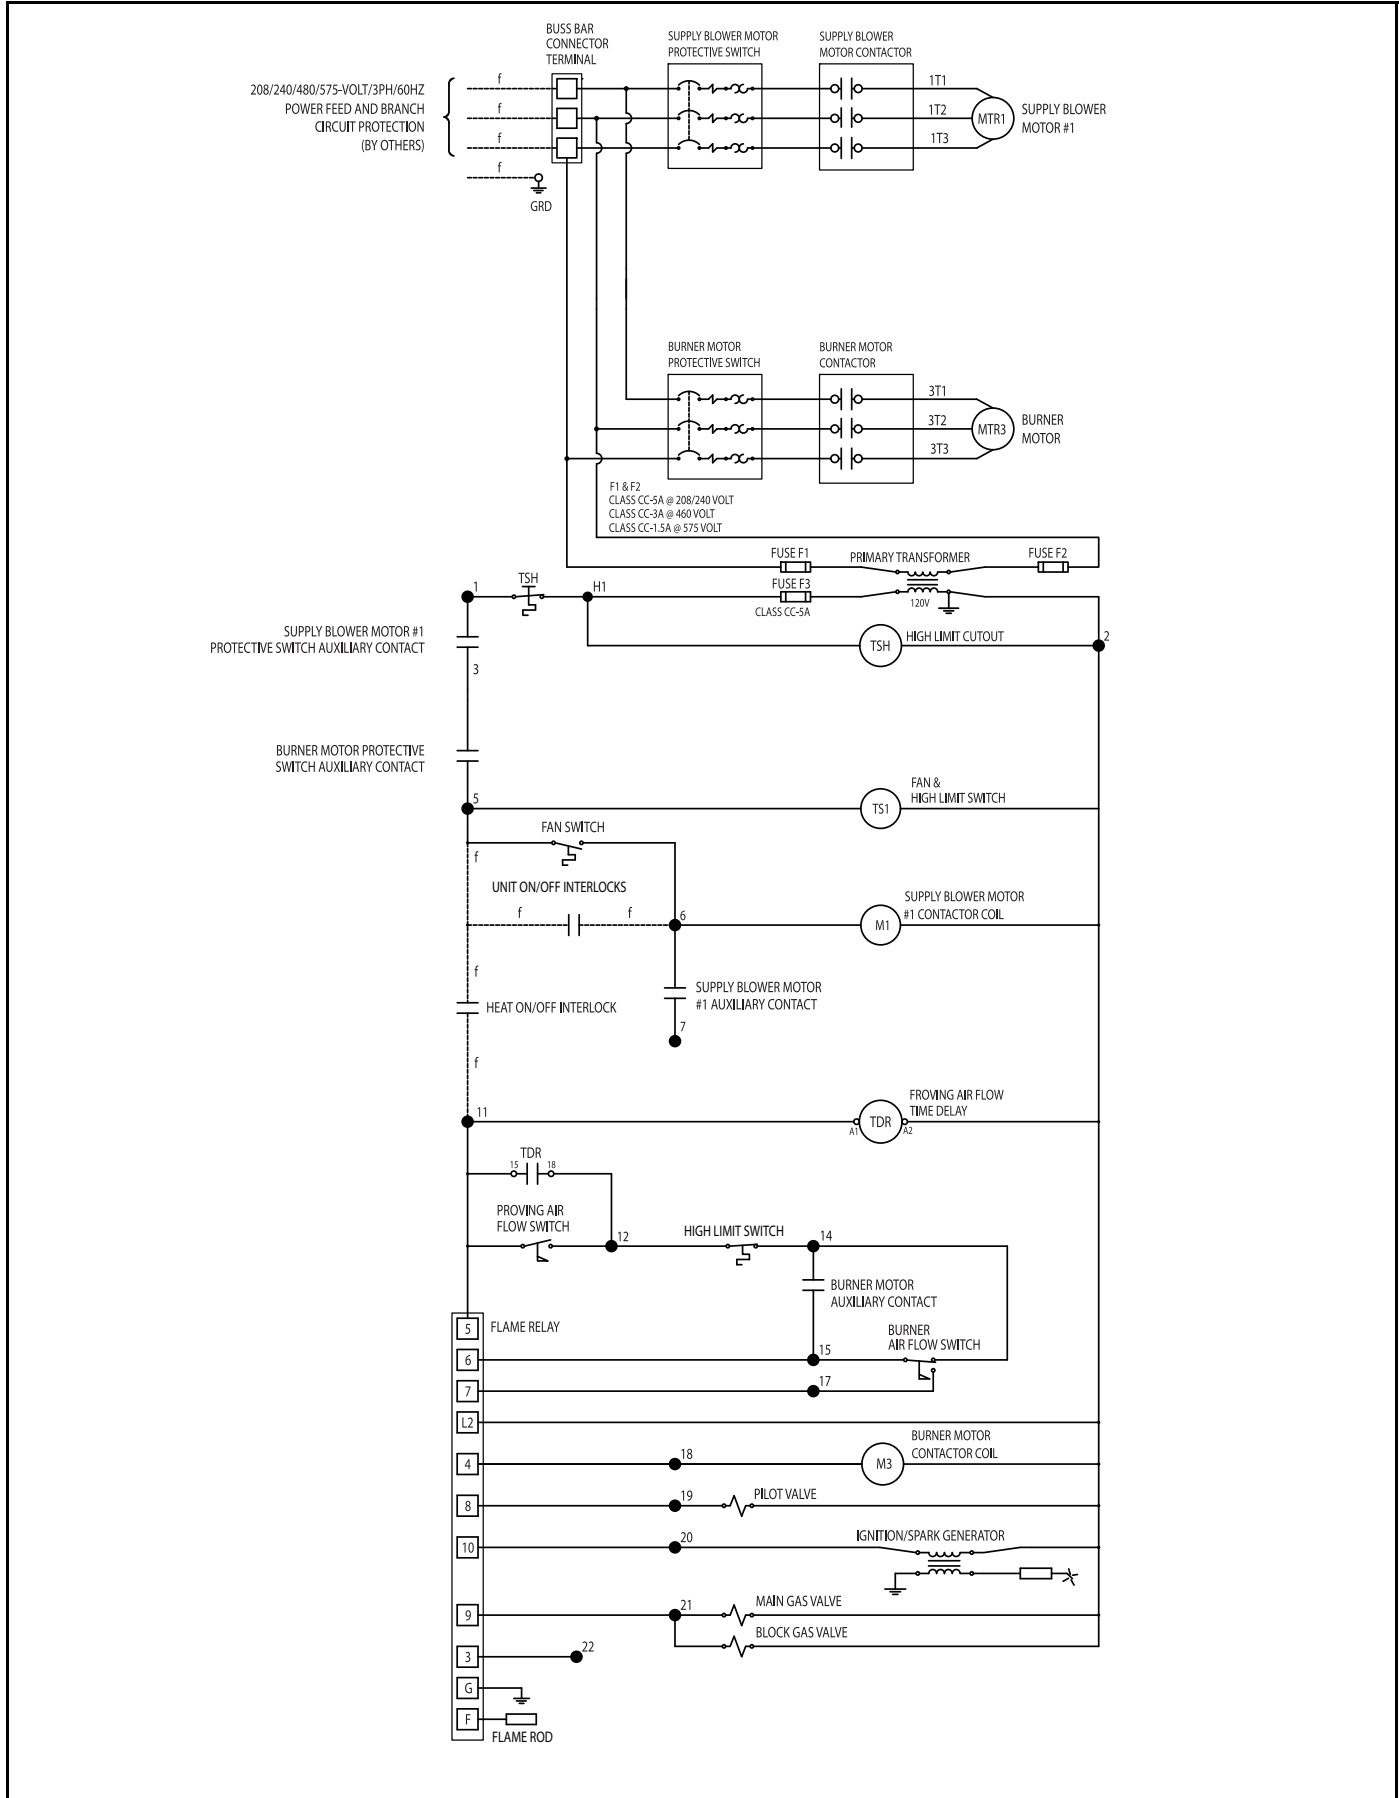 BUSS BAR
CONNECTOR
TERMINAL
SUPPLY BLOWER MOTOR
PROTECTIVE SWITCH
SUPPLY BLOWER
MOTOR CONTACTOR
208/240/480/575-VOLT/3PH/60HZ
POWER FEED AND BRANCH
CIRCUIT PROTECTION
(BY OTHERS)
f
f
f
f
GRD
1T1
1T2
1T3
MTR1
SUPPLY BLOWER
MOTOR #1
BURNER MOTOR
PROTECTIVE SWITCH
BURNER MOTOR
CONTACTOR
3T1
3T2
3T3
MTR3
BURNER
MOTOR
F1 & F2
CLASS CC-5A @ 208/240 VOLT
CLASS CC-3A @ 460 VOLT
CLASS CC-1.5A @ 575 VOLT
FUSE F1
PRIMARY TRANSFORMER
FUSE F2
1
TSH
H1
FUSE F3
CLASS CC-5A
120V
SUPPLY BLOWER MOTOR #1
PROTECTIVE SWITCH AUXILIARY CONTACT
3
TSH
HIGH LIMIT CUTOUT
2
BURNER MOTOR PROTECTIVE
SWITCH AUXILIARY CONTACT
5
TS1
FAN &
HIGH LIMIT SWITCH
FAN SWITCH
f
UNIT ON/OFF INTERLOCKS
f
f
6
M1
SUPPLY BLOWER MOTOR
#1 CONTACTOR COIL
f
HEAT ON/OFF INTERLOCK
SUPPLY BLOWER MOTOR
#1 AUXILIARY CONTACT
7
f
11
A1
TDR
A2
FROVING AIR FLOW
TIME DELAY
TDR
15
18
PROVING AIR
FLOW SWITCH
12
HIGH LIMIT SWITCH
14
BURNER MOTOR
AUXILIARY CONTACT
5
FLAME RELAY
BURNER
AIR FLOW SWITCH
6
15
7
17
L2
4
18
M3
BURNER MOTOR
CONTACTOR COIL
8
19
PILOT VALVE
10
20
IGNITION/SPARK GENERATOR
9
21
MAIN GAS VALVE
BLOCK GAS VALVE
3
22
G
F
FLAME ROD